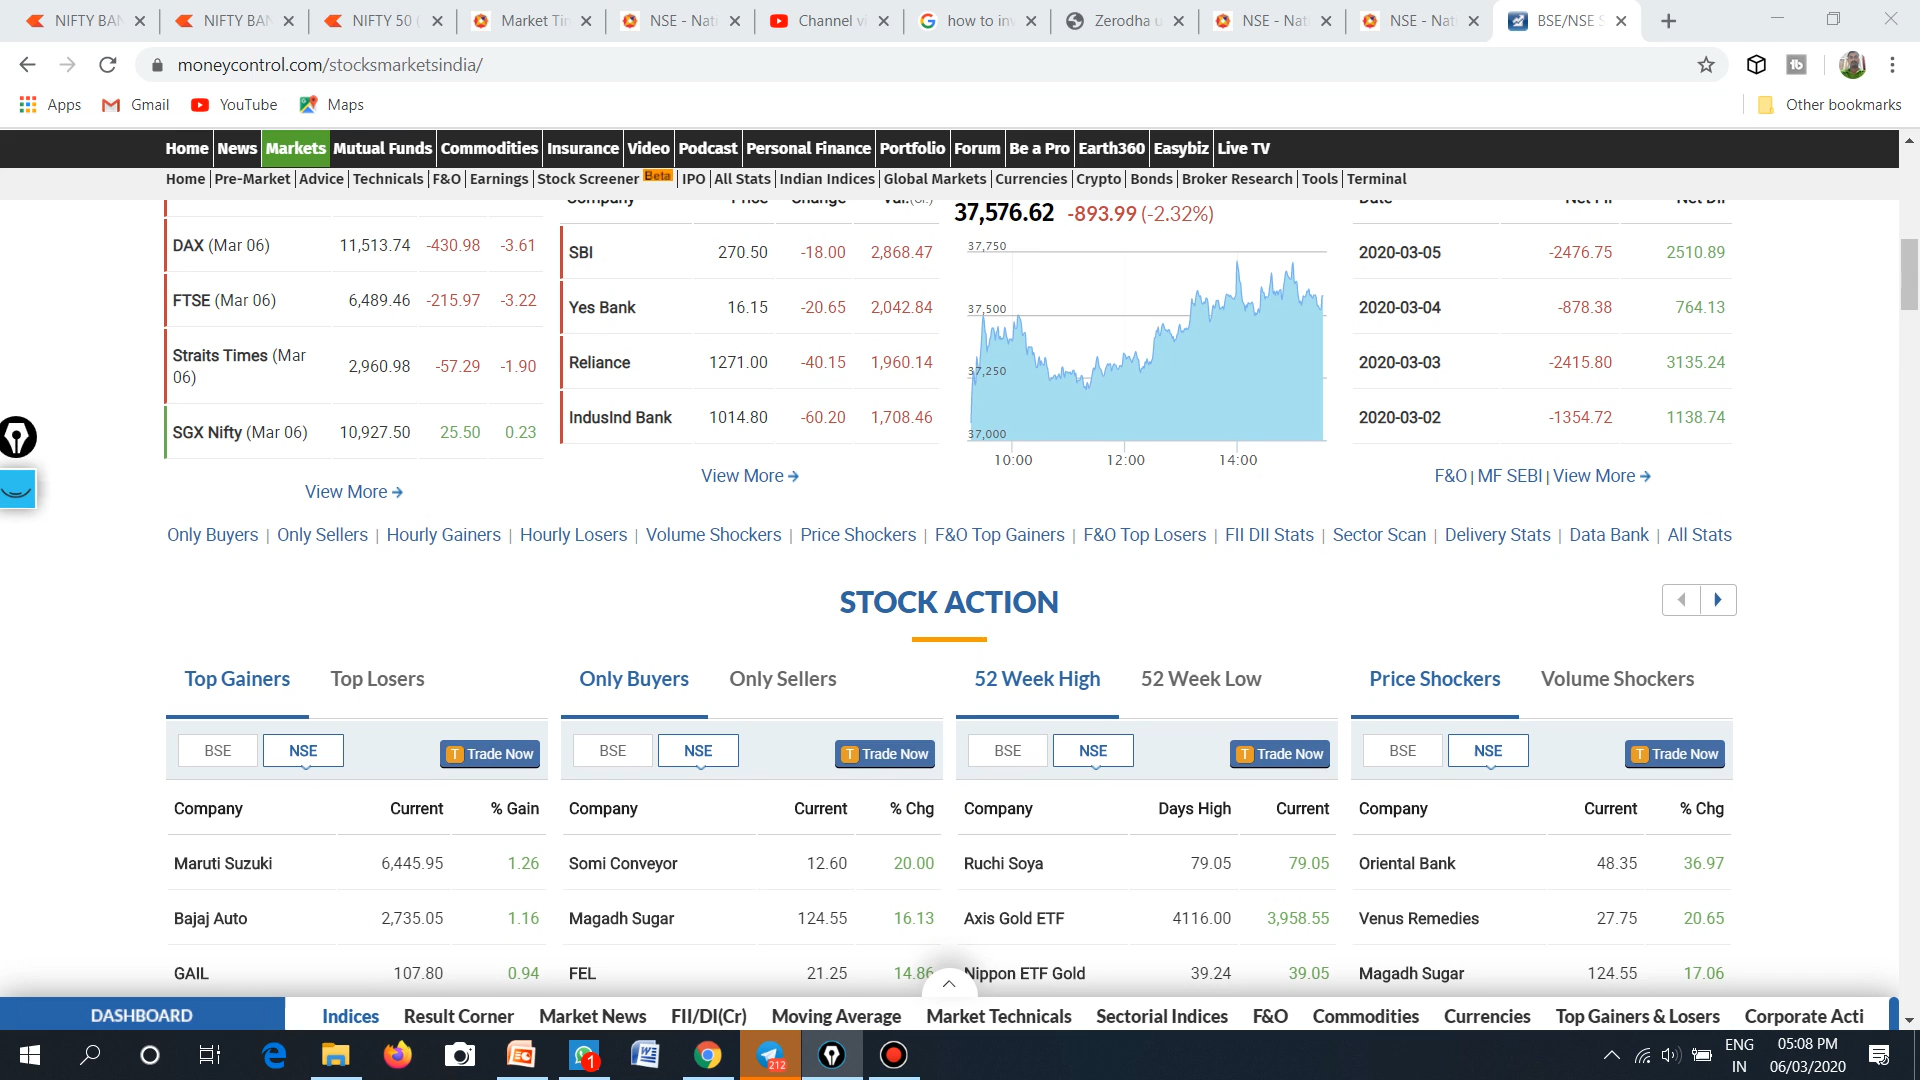 NIFTY BAN
NIFTY BAN
NIFTY 50 (
Market Tim
NSE - Nati
Channel vi
how to inv
Zerodha u
NSE - Nati
NSE - Nati
BSE/NSE S
moneycontrol.com/stocksmarketsindia/
Apps Gmail YouTube Maps Other bookmarks
Home News Markets Mutual Funds Commodities Insurance Video Podcast Personal Finance Portfolio Forum Be a Pro Earth360 Easybiz Live TV
Home | Pre-Market | Advice | Technicals | F&O | Earnings | Stock Screener Beta | IPO | All Stats | Indian Indices | Global Markets | Currencies | Crypto | Bonds | Broker Research | Tools | Terminal
DAX (Mar 06) 11,513.74 -430.98 -3.61
FTSE (Mar 06) 6,489.46 -215.97 -3.22
Straits Times (Mar
06) 2,960.98 -57.29 -1.90
SGX Nifty (Mar 06) 10,927.50 25.50 0.23
View More
Company Price Change Val.(Cr.)
SBI 270.50 -18.00 2,868.47
Yes Bank 16.15 -20.65 2,042.84
Reliance 1271.00 -40.15 1,960.14
IndusInd Bank 1014.80 -60.20 1,708.46
View More
37,576.62 -893.99 (-2.32%)
37,750
37,500
37,250
37,000
10:00 12:00 14:00
Date Net FII Net DII
2020-03-05 -2476.75 2510.89
2020-03-04 -878.38 764.13
2020-03-03 -2415.80 3135.24
2020-03-02 -1354.72 1138.74
F&O | MF SEBI | View More
Only Buyers | Only Sellers | Hourly Gainers | Hourly Losers | Volume Shockers | Price Shockers | F&O Top Gainers | F&O Top Losers | FII DII Stats | Sector Scan | Delivery Stats | Data Bank | All Stats
STOCK ACTION
Top Gainers Top Losers
BSE NSE T Trade Now
Company Current % Gain
Maruti Suzuki 6,445.95 1.26
Bajaj Auto 2,735.05 1.16
GAIL 107.80 0.94
Only Buyers Only Sellers
BSE NSE T Trade Now
Company Current % Chg
Somi Conveyor 12.60 20.00
Magadh Sugar 124.55 16.13
FEL 21.25 14.86
52 Week High 52 Week Low
BSE NSE T Trade Now
Company Days High Current
Ruchi Soya 79.05 79.05
Axis Gold ETF 4116.00 3,958.55
Nippon ETF Gold 39.24 39.05
Price Shockers Volume Shockers
BSE NSE T Trade Now
Company Current % Chg
Oriental Bank 48.35 36.97
Venus Remedies 27.75 20.65
Magadh Sugar 124.55 17.06
DASHBOARD Indices Result Corner Market News FII/DI(Cr) Moving Average Market Technicals Sectorial Indices F&O Commodities Currencies Top Gainers & Losers Corporate Acti
1
212
ENG
IN
05:08 PM
06/03/2020